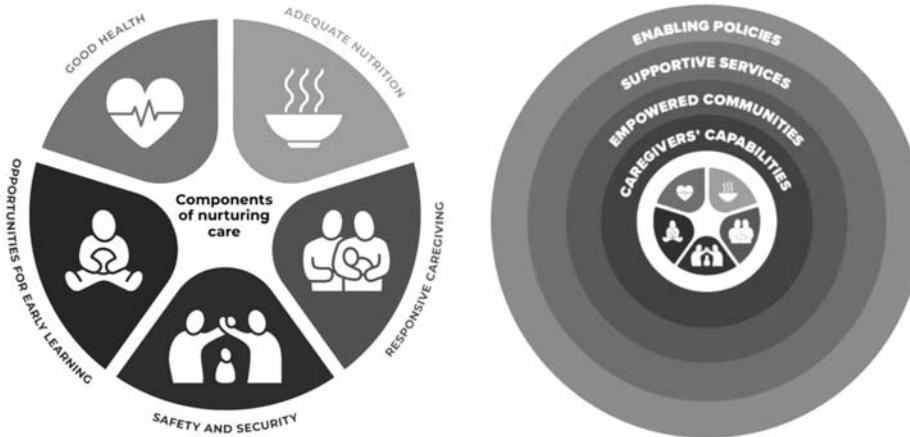 GOOD HEALTH
ADEQUATE NUTRITION
OPPORTUNITIES FOR EARLY LEARNING
Components
of nurturing
care
RESPONSIVE CAREGIVING
SAFETY AND SECURITY
ENABLING POLICIES
SUPPORTIVE SERVICES
EMPOWERED COMMUNITIES
CAREGIVERS' CAPABILITIES